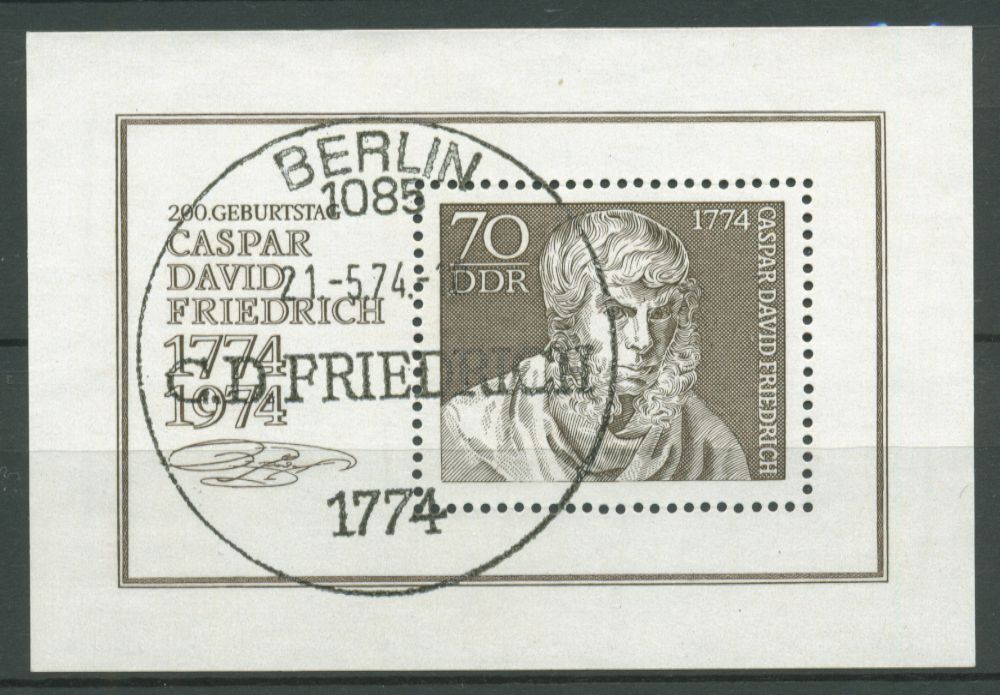 BERLIN
1085
200.GEBURTSTAG
CASPAR
DAVID
FRIEDRICH
1774
1974
21.-5.74.-
C.D.FRIEDRICH
1774
70
DDR
1774
CASPAR DAVID FRIEDRICH